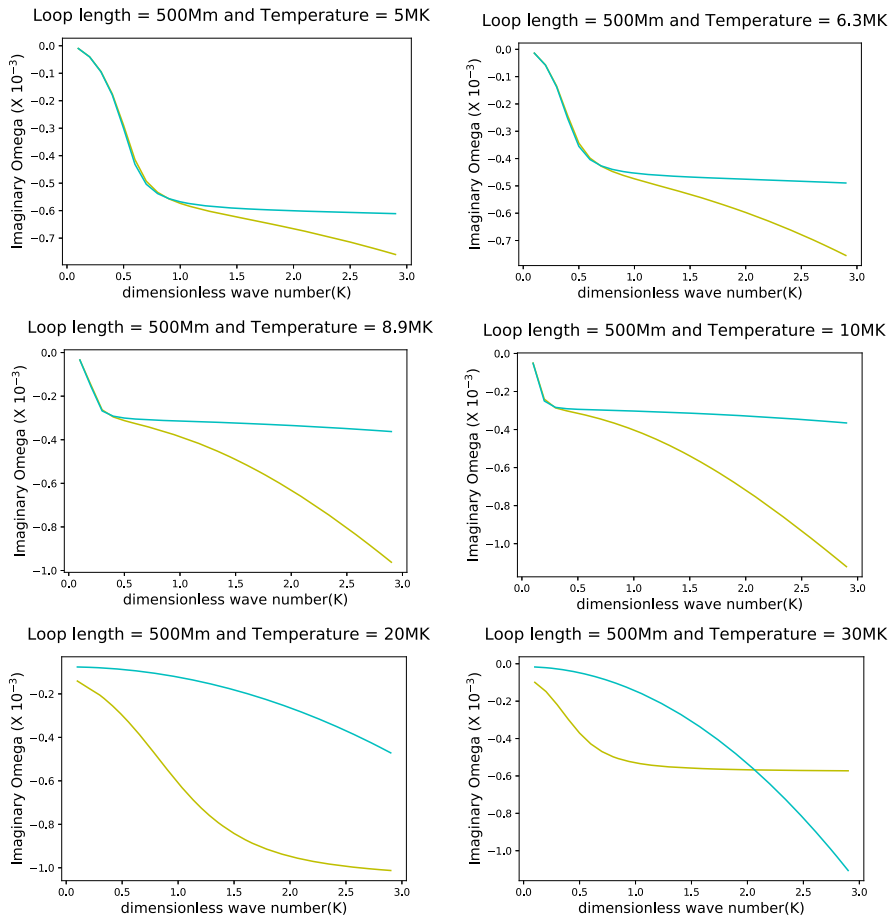 Loop length = 500Mm and Temperature = 5MK
0.0
−0.1
−0.2
−0.3
−0.4
−0.5
−0.6
−0.7
Imaginary Omega (X 10⁻³)
0.0 0.5 1.0 1.5 2.0 2.5 3.0
dimensionless wave number(K)
Loop length = 500Mm and Temperature = 6.3MK
0.0
−0.1
−0.2
−0.3
−0.4
−0.5
−0.6
−0.7
Imaginary Omega (X 10⁻³)
0.0 0.5 1.0 1.5 2.0 2.5 3.0
dimensionless wave number(K)
Loop length = 500Mm and Temperature = 8.9MK
0.0
−0.2
−0.4
−0.6
−0.8
−1.0
Imaginary Omega (X 10⁻³)
0.0 0.5 1.0 1.5 2.0 2.5 3.0
dimensionless wave number(K)
Loop length = 500Mm and Temperature = 10MK
0.0
−0.2
−0.4
−0.6
−0.8
−1.0
Imaginary Omega (X 10⁻³)
0.0 0.5 1.0 1.5 2.0 2.5 3.0
dimensionless wave number(K)
Loop length = 500Mm and Temperature = 20MK
−0.2
−0.4
−0.6
−0.8
−1.0
Imaginary Omega (X 10⁻³)
0.0 0.5 1.0 1.5 2.0 2.5 3.0
dimensionless wave number(K)
Loop length = 500Mm and Temperature = 30MK
0.0
−0.2
−0.4
−0.6
−0.8
−1.0
Imaginary Omega (X 10⁻³)
0.0 0.5 1.0 1.5 2.0 2.5 3.0
dimensionless wave number(K)